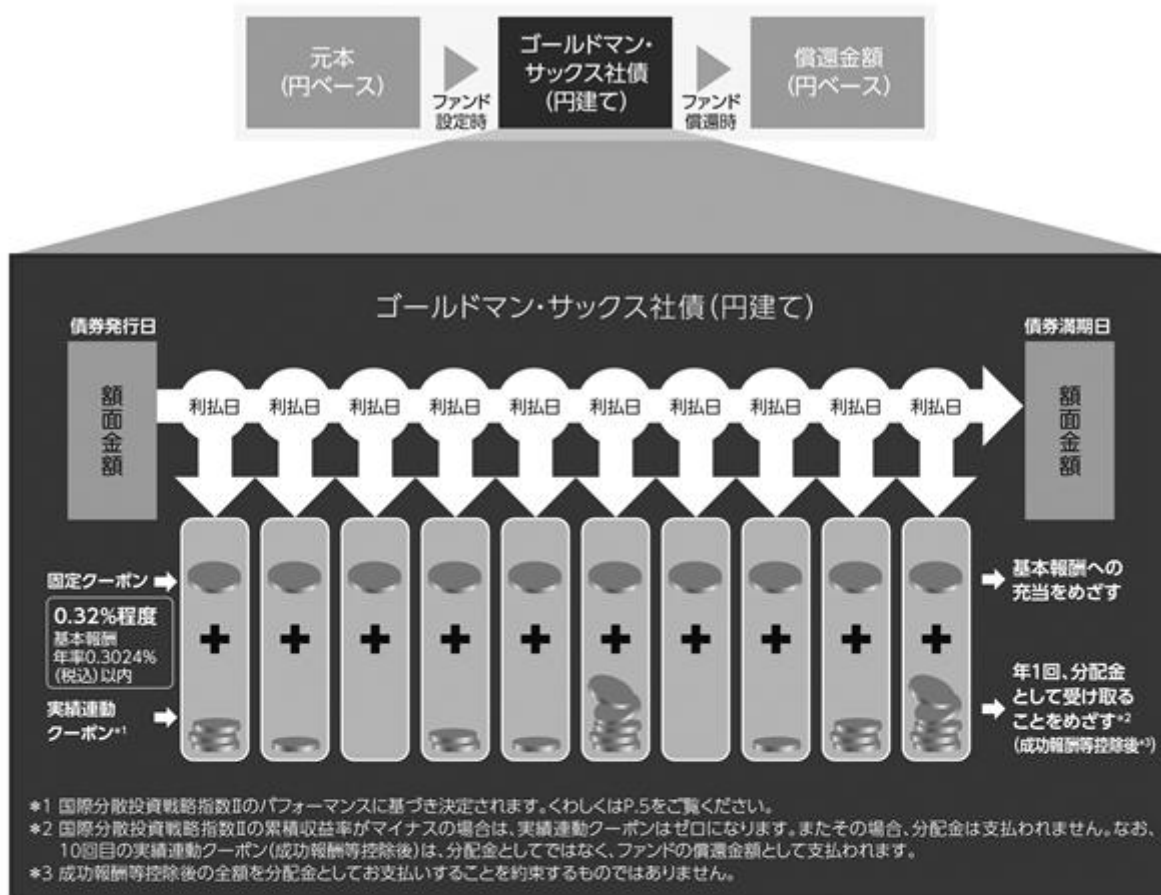 元本
(円ベース)
ファンド
設定時
ゴールドマン・
サックス社債
(円建て)
ファンド
償還時
償還金額
(円ベース)
ゴールドマン・サックス社債(円建て)
債券発行日
債券満期日
額面金額
利払日 利払日 利払日 利払日 利払日 利払日 利払日 利払日 利払日 利払日
額面金額
固定クーポン
0.32%程度
基本報酬
年率0.3024%
(税込)以内
実績連動
クーポン*1
基本報酬への
充当をめざす
年1回、分配金
として受け取る
ことをめざす*2
(成功報酬等控除後*3)
*1 国際分散投資戦略指数Ⅱのパフォーマンスに基づき決定されます。くわしくはP.5をご覧ください。
*2 国際分散投資戦略指数Ⅱの累積収益率がマイナスの場合は、実績連動クーポンはゼロになります。またその場合、分配金は支払われません。なお、
10回目の実績連動クーポン(成功報酬等控除後)は、分配金としてではなく、ファンドの償還金額として支払われます。
*3 成功報酬等控除後の全額を分配金としてお支払いすることを約束するものではありません。